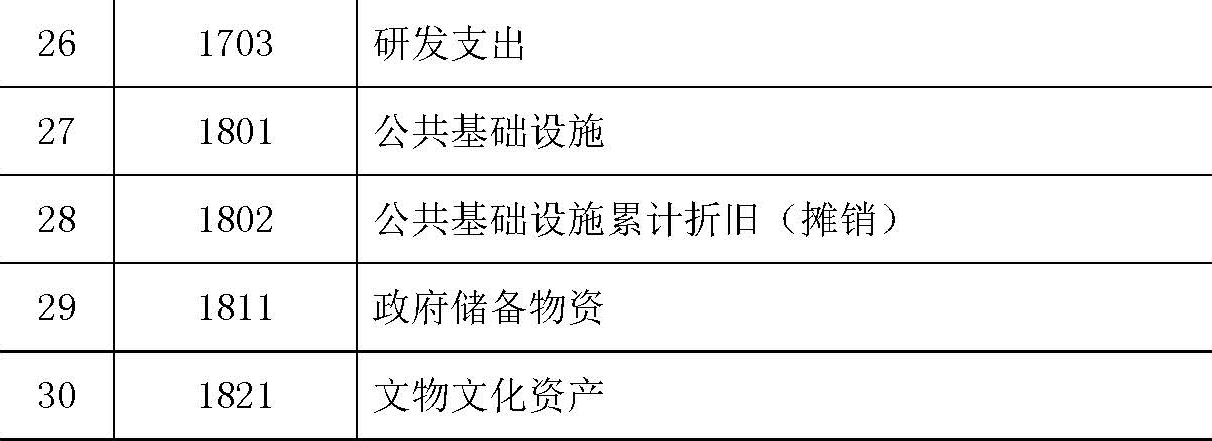 26 1703 研发支出
27 1801 公共基础设施
28 1802 公共基础设施累计折旧（摊销）
29 1811 政府储备物资
30 1821 文物文化资产